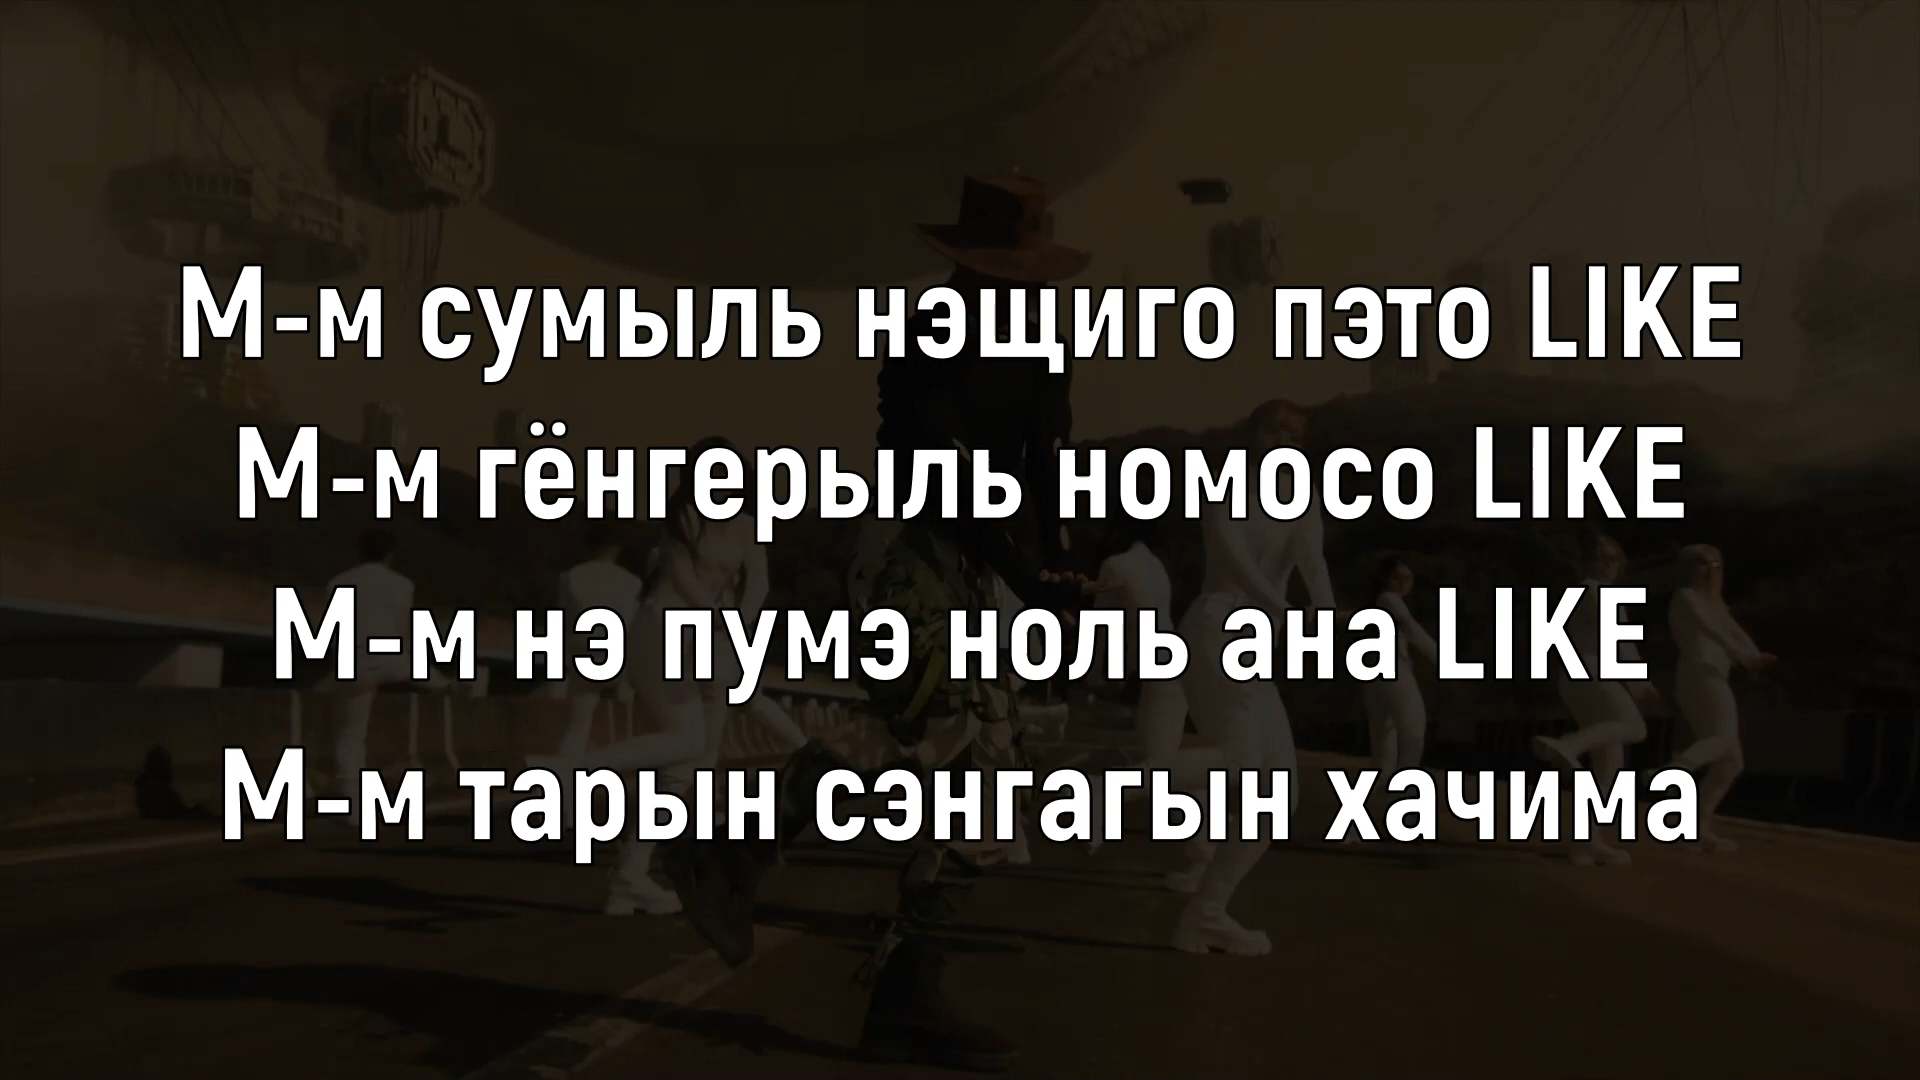 М-м сумыль нэщиго пэто LIKE
М-м гёнгерыль номосо LIKE
М-м нэ пумэ ноль ана LIKE
М-м тарын сэнгагын хачима